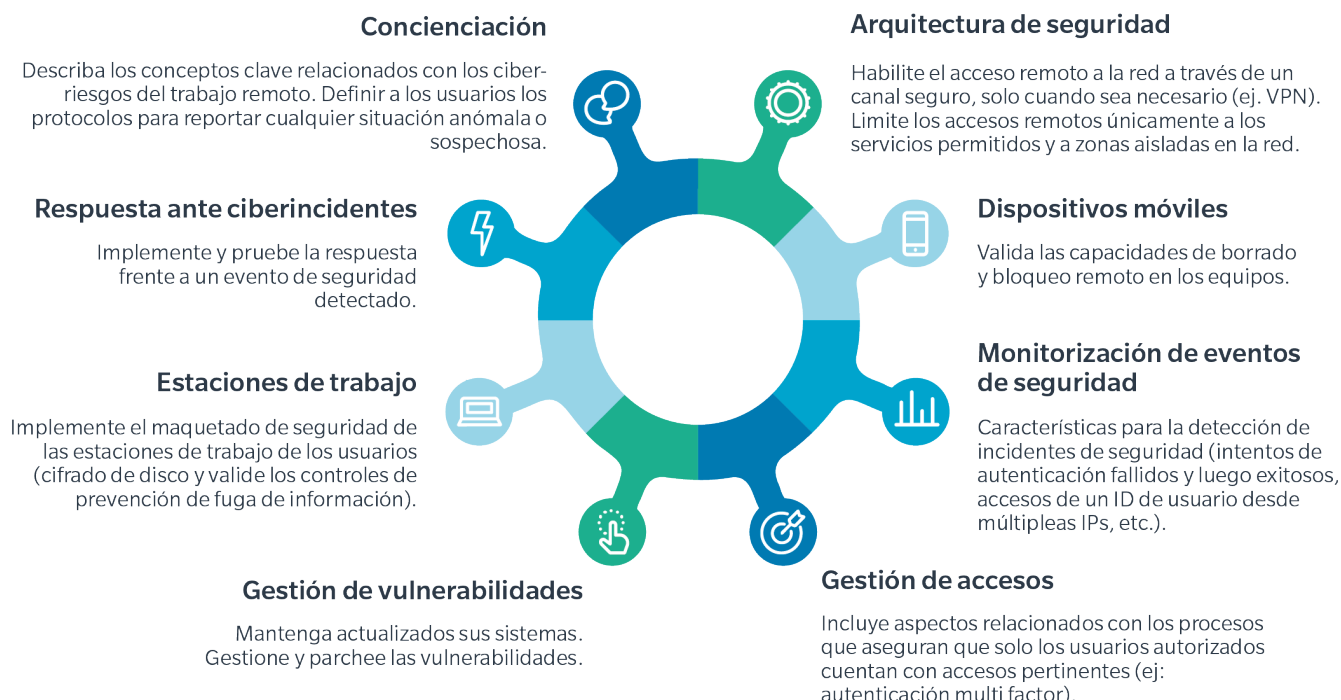 Concienciación
Describa los conceptos clave relacionados con los ciber-
riesgos del trabajo remoto. Definir a los usuarios los
protocolos para reportar cualquier situación anómala o
sospechosa.
Arquitectura de seguridad
Habilite el acceso remoto a la red a través de un
canal seguro, solo cuando sea necesario (ej. VPN).
Limite los accesos remotos únicamente a los
servicios permitidos y a zonas aisladas en la red.
Respuesta ante ciberincidentes
Implemente y pruebe la respuesta
frente a un evento de seguridad
detectado.
Dispositivos móviles
Valida las capacidades de borrado
y bloqueo remoto en los equipos.
Estaciones de trabajo
Implemente el maquetado de seguridad de
las estaciones de trabajo de los usuarios
(cifrado de disco y valide los controles de
prevención de fuga de información).
Monitorización de eventos
de seguridad
Características para la detección de
incidentes de seguridad (intentos de
autenticación fallidos y luego exitosos,
accesos de un ID de usuario desde
múltipleas IPs, etc.).
Gestión de vulnerabilidades
Mantenga actualizados sus sistemas.
Gestione y parchee las vulnerabilidades.
Gestión de accesos
Incluye aspectos relacionados con los procesos
que aseguran que solo los usuarios autorizados
cuentan con accesos pertinentes (ej:
autenticación multi factor).